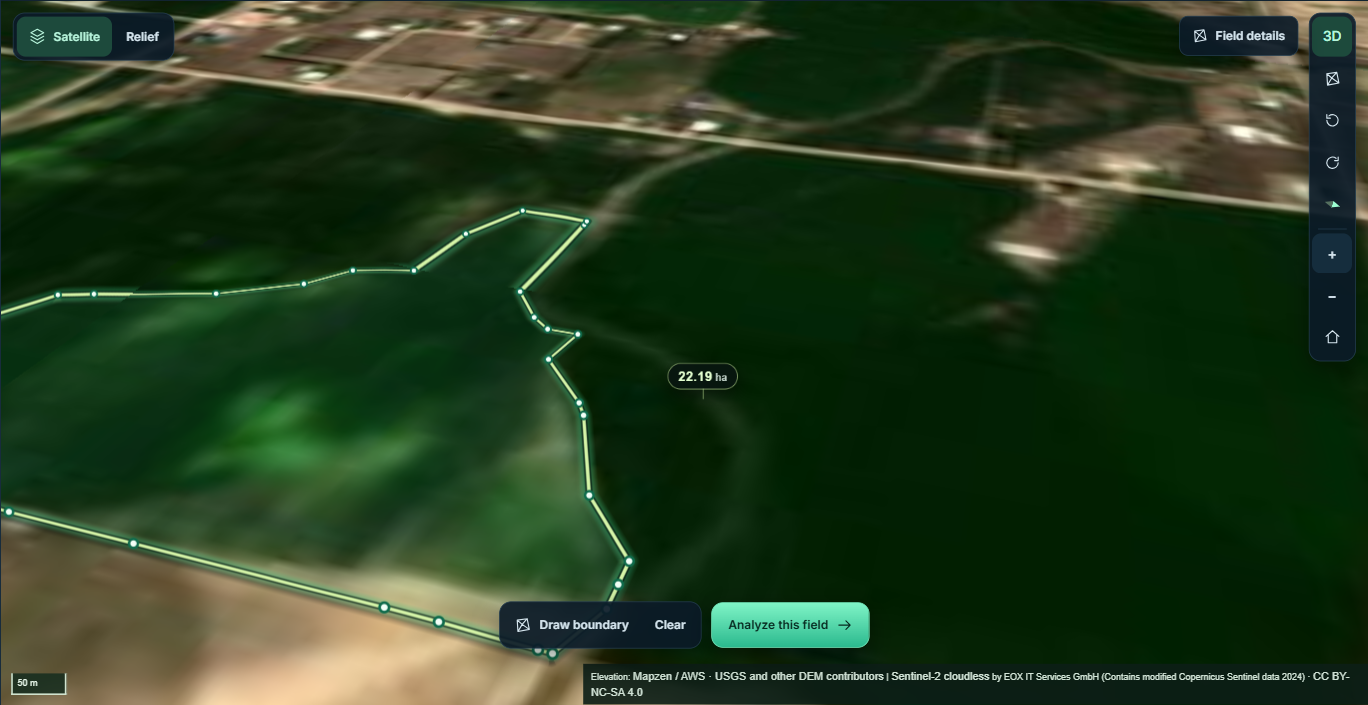 Satellite
Relief
Field details
3D
22.19 ha
Draw boundary
Clear
Analyze this field →
50 m
Elevation: Mapzen / AWS · USGS and other DEM contributors | Sentinel-2 cloudless by EOX IT Services GmbH (Contains modified Copernicus Sentinel data 2024) · CC BY-
NC-SA 4.0